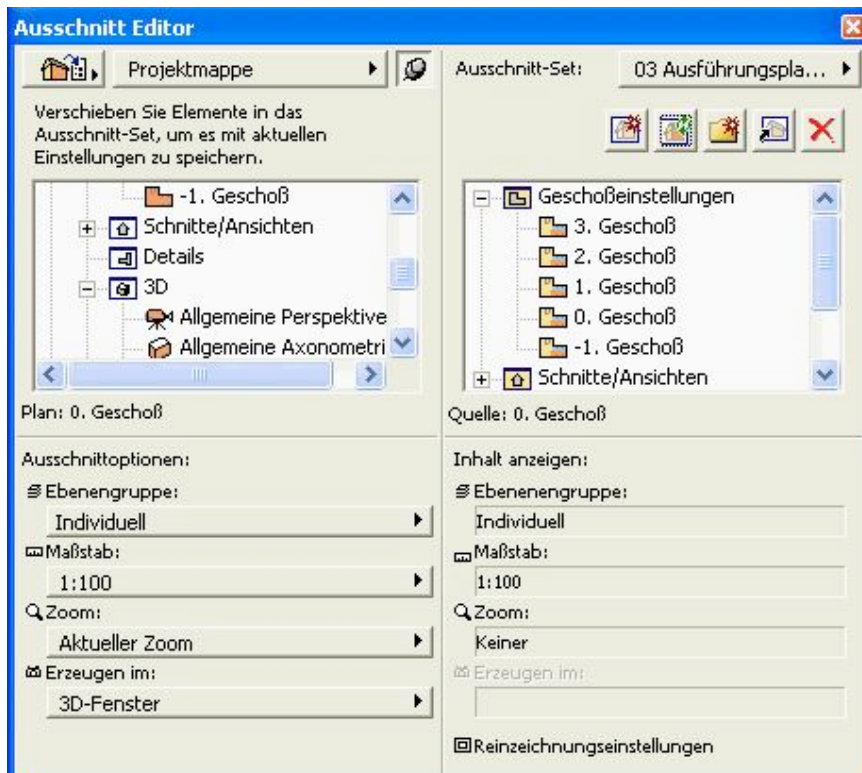 Ausschnitt Editor
Projektmappe
Verschieben Sie Elemente in das
Ausschnitt-Set, um es mit aktuellen
Einstellungen zu speichern.
-1. Geschoß
Schnitte/Ansichten
Details
3D
Allgemeine Perspektive
Allgemeine Axonometri
Plan: 0. Geschoß
Ausschnittoptionen:
Ebenengruppe:
Individuell
Maßstab:
1:100
Zoom:
Aktueller Zoom
Erzeugen im:
3D-Fenster
Ausschnitt-Set:
03 Ausführungspla...
Geschoßeinstellungen
3. Geschoß
2. Geschoß
1. Geschoß
0. Geschoß
-1. Geschoß
Schnitte/Ansichten
Quelle: 0. Geschoß
Inhalt anzeigen:
Ebenenengruppe:
Individuell
Maßstab:
1:100
Zoom:
Keiner
Erzeugen im:
Reinzeichnungseinstellungen